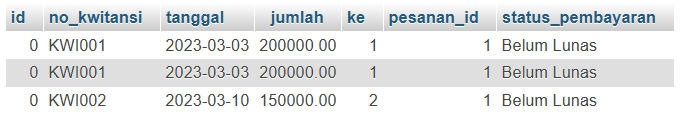 id no_kwitansi tanggal jumlah ke pesanan_id status_pembayaran
0 KWI001 2023-03-03 200000.00 1 1 Belum Lunas
0 KWI001 2023-03-03 200000.00 1 1 Belum Lunas
0 KWI002 2023-03-10 150000.00 2 1 Belum Lunas